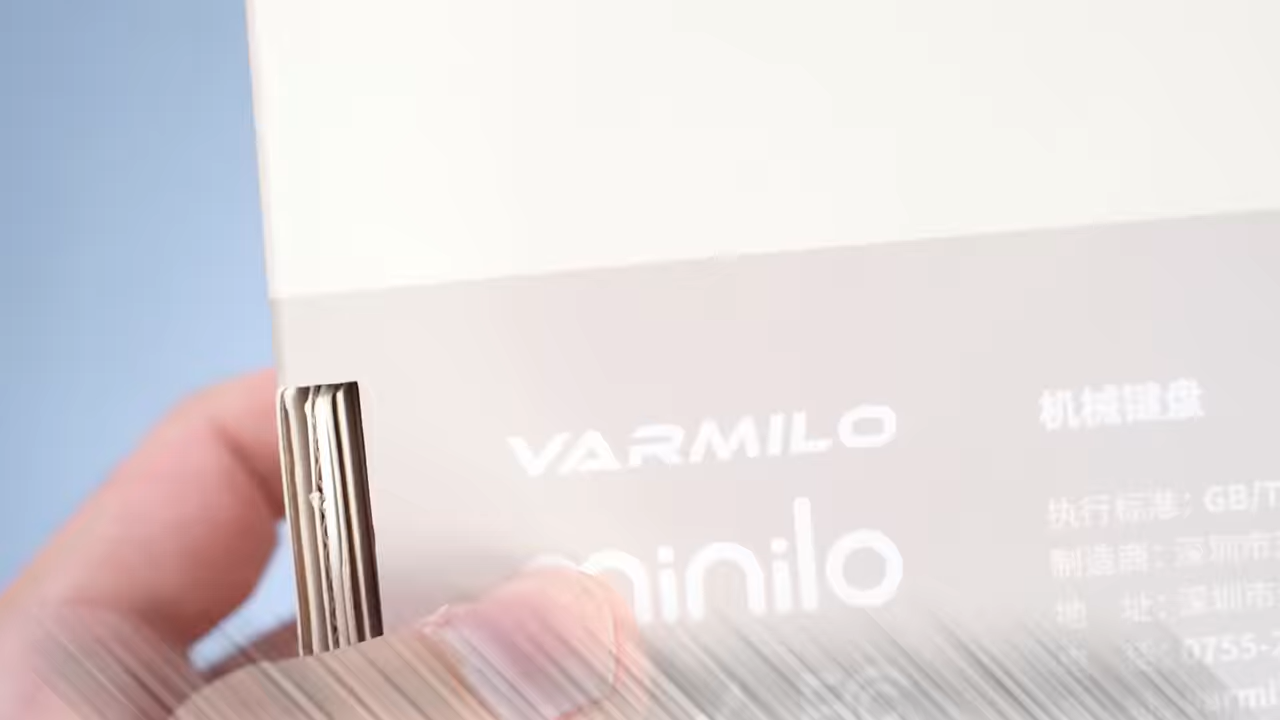 VARMILO
minilo
机械键盘
执行标准: GB/T
制造商: 深圳市
地 址: 深圳市
0755-